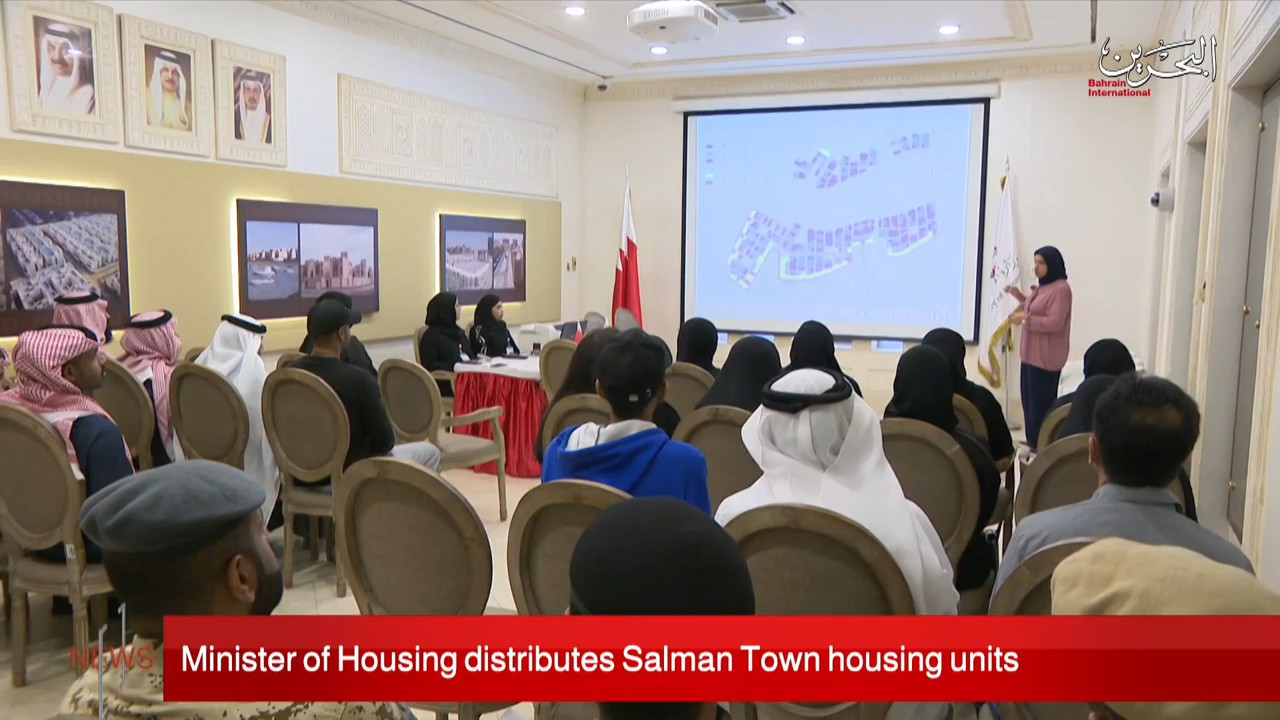 EPSON
البحرين
Bahrain
International
NEWS
Minister of Housing distributes Salman Town housing units